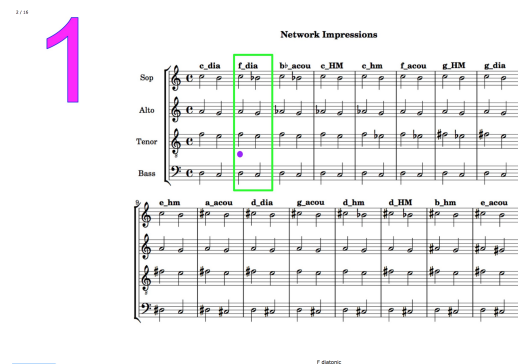 2 / 16
1
Network Impressions
c_dia f_dia b♭_acou c_HM c_hm f_acou g_HM g_dia
Sop
Alto
Tenor
Bass
9 e_hm a_acou d_dia g_acou d_hm d_HM b_hm e_acou
F diatonic